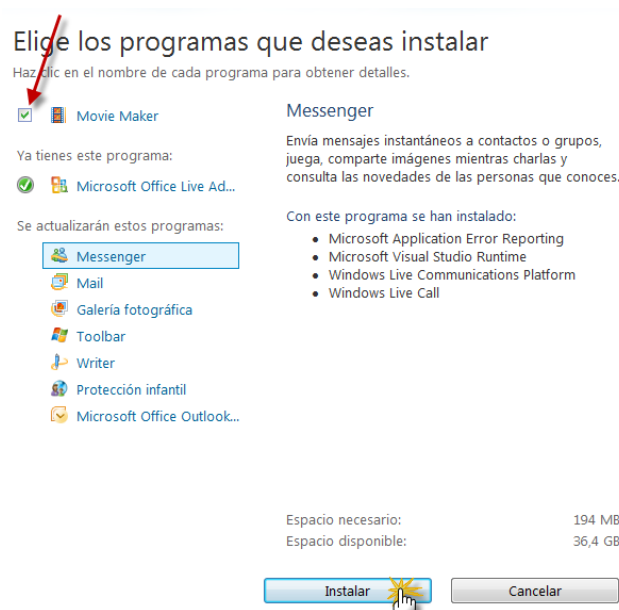 Elige los programas que deseas instalar
Haz clic en el nombre de cada programa para obtener detalles.
Movie Maker
Ya tienes este programa:
Microsoft Office Live Ad...
Se actualizarán estos programas:
Messenger
Mail
Galería fotográfica
Toolbar
Writer
Protección infantil
Microsoft Office Outlook...
Messenger
Envía mensajes instantáneos a contactos o grupos,
juega, comparte imágenes mientras charlas y
consulta las novedades de las personas que conoces.
Con este programa se han instalado:
• Microsoft Application Error Reporting
• Microsoft Visual Studio Runtime
• Windows Live Communications Platform
• Windows Live Call
Espacio necesario: 194 MB
Espacio disponible: 36,4 GB
Instalar Cancelar